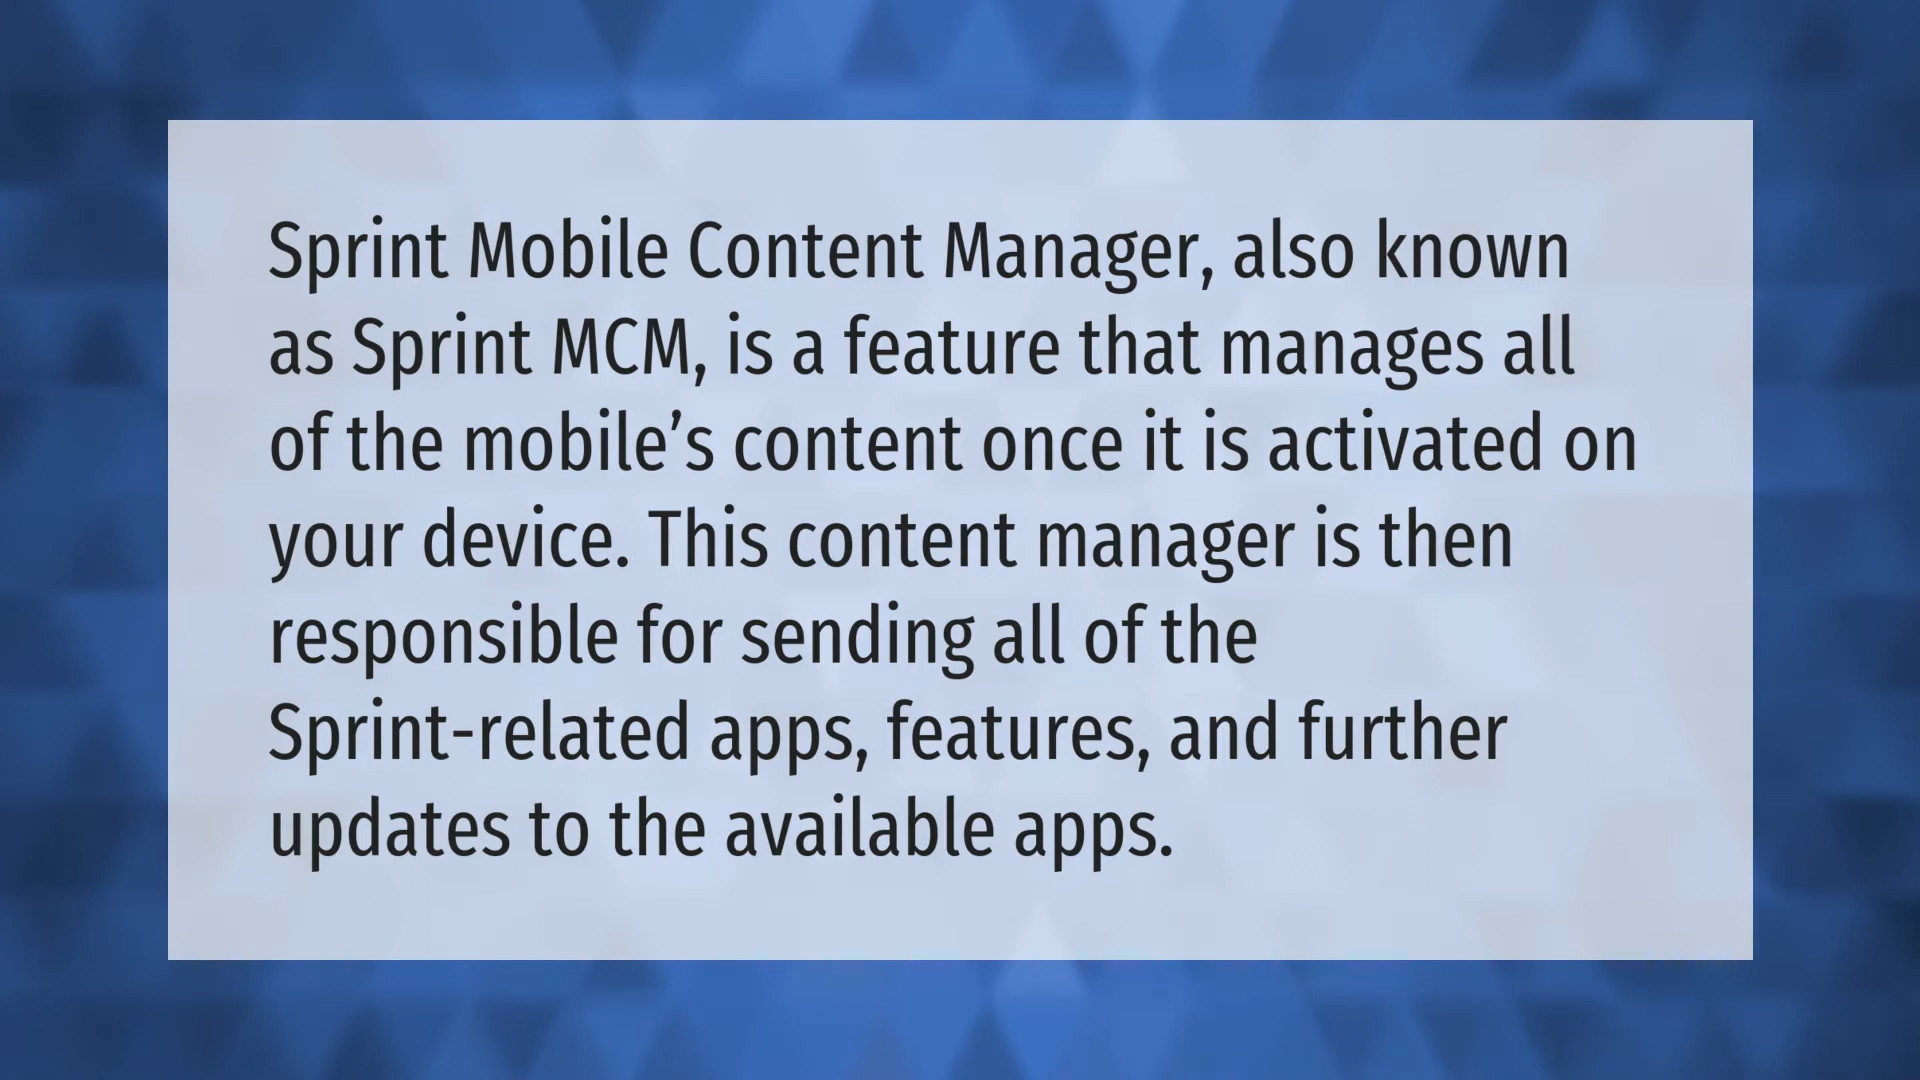 Sprint Mobile Content Manager, also known
as Sprint MCM, is a feature that manages all
of the mobile’s content once it is activated on
your device. This content manager is then
responsible for sending all of the
Sprint-related apps, features, and further
updates to the available apps.